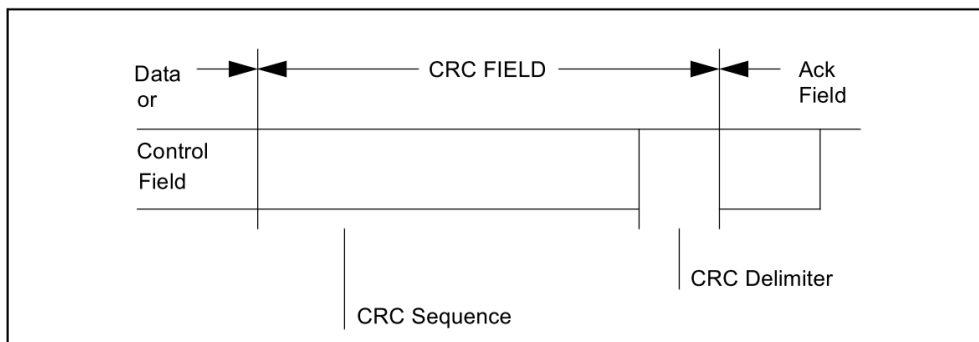 Data
or
CRC FIELD
Ack
Field
Control
Field
CRC Delimiter
CRC Sequence